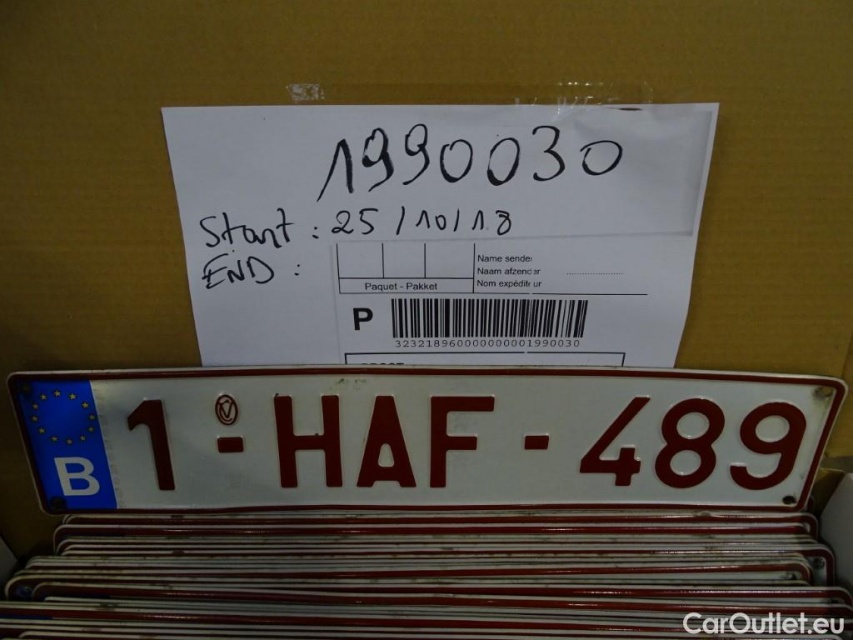 1990030
Start : 25/10/18
END :
Name sender
Naam afzender
Nom expéditeur
Paquet - Pakket
P
323218960000000001990030
B
1-HAF-489
CarOutlet.eu